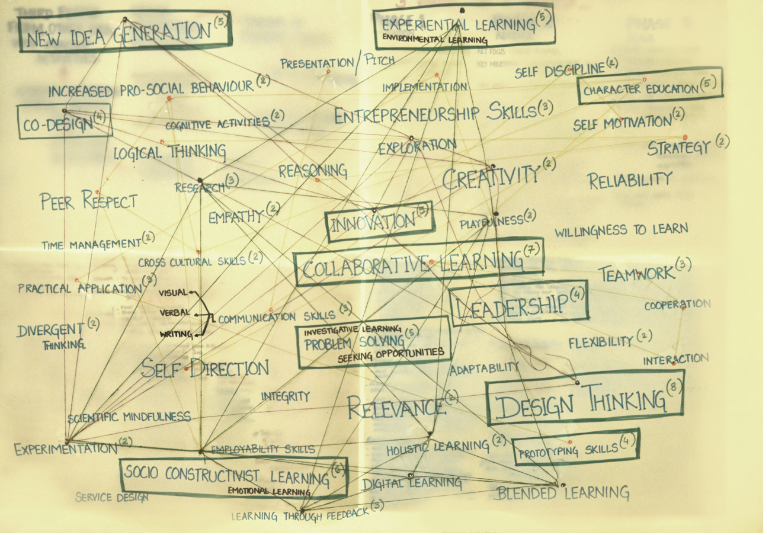 NEW IDEA GENERATION (5)
EXPERIENTIAL LEARNING (5)
ENVIRONMENTAL LEARNING
PRESENTATION/PITCH
SELF DISCIPLINE (2)
INCREASED PRO-SOCIAL BEHAVIOUR (2)
IMPLEMENTATION
CHARACTER EDUCATION (5)
CO-DESIGN (4)
COGNITIVE ACTIVITIES (2)
ENTREPRENEURSHIP SKILLS (3)
SELF MOTIVATION (2)
LOGICAL THINKING
EXPLORATION
STRATEGY (2)
REASONING
RESEARCH (3)
CREATIVITY (2)
RELIABILITY
PEER RESPECT
EMPATHY (2)
INNOVATION
PLAYFULNESS (2)
WILLINGNESS TO LEARN
TIME MANAGEMENT (2)
CROSS CULTURAL SKILLS (2)
COLLABORATIVE LEARNING (7)
TEAMWORK (3)
PRACTICAL APPLICATION
VISUAL
VERBAL
WRITING
COMMUNICATION SKILLS (3)
LEADERSHIP (4)
COOPERATION
DIVERGENT (2)
THINKING
INVESTIGATIVE LEARNING
PROBLEM SOLVING (5)
SEEKING OPPORTUNITIES
FLEXIBILITY (2)
INTERACTION
SELF DIRECTION
ADAPTABILITY
INTEGRITY
RELEVANCE
DESIGN THINKING (8)
SCIENTIFIC MINDFULNESS
EXPERIMENTATION (2)
EMPLOYABILITY SKILLS
HOLISTIC LEARNING (2)
PROTOTYPING SKILLS (4)
SOCIO CONSTRUCTIVIST LEARNING
EMOTIONAL LEARNING
DIGITAL LEARNING
BLENDED LEARNING
SERVICE DESIGN
LEARNING THROUGH FEEDBACK (3)